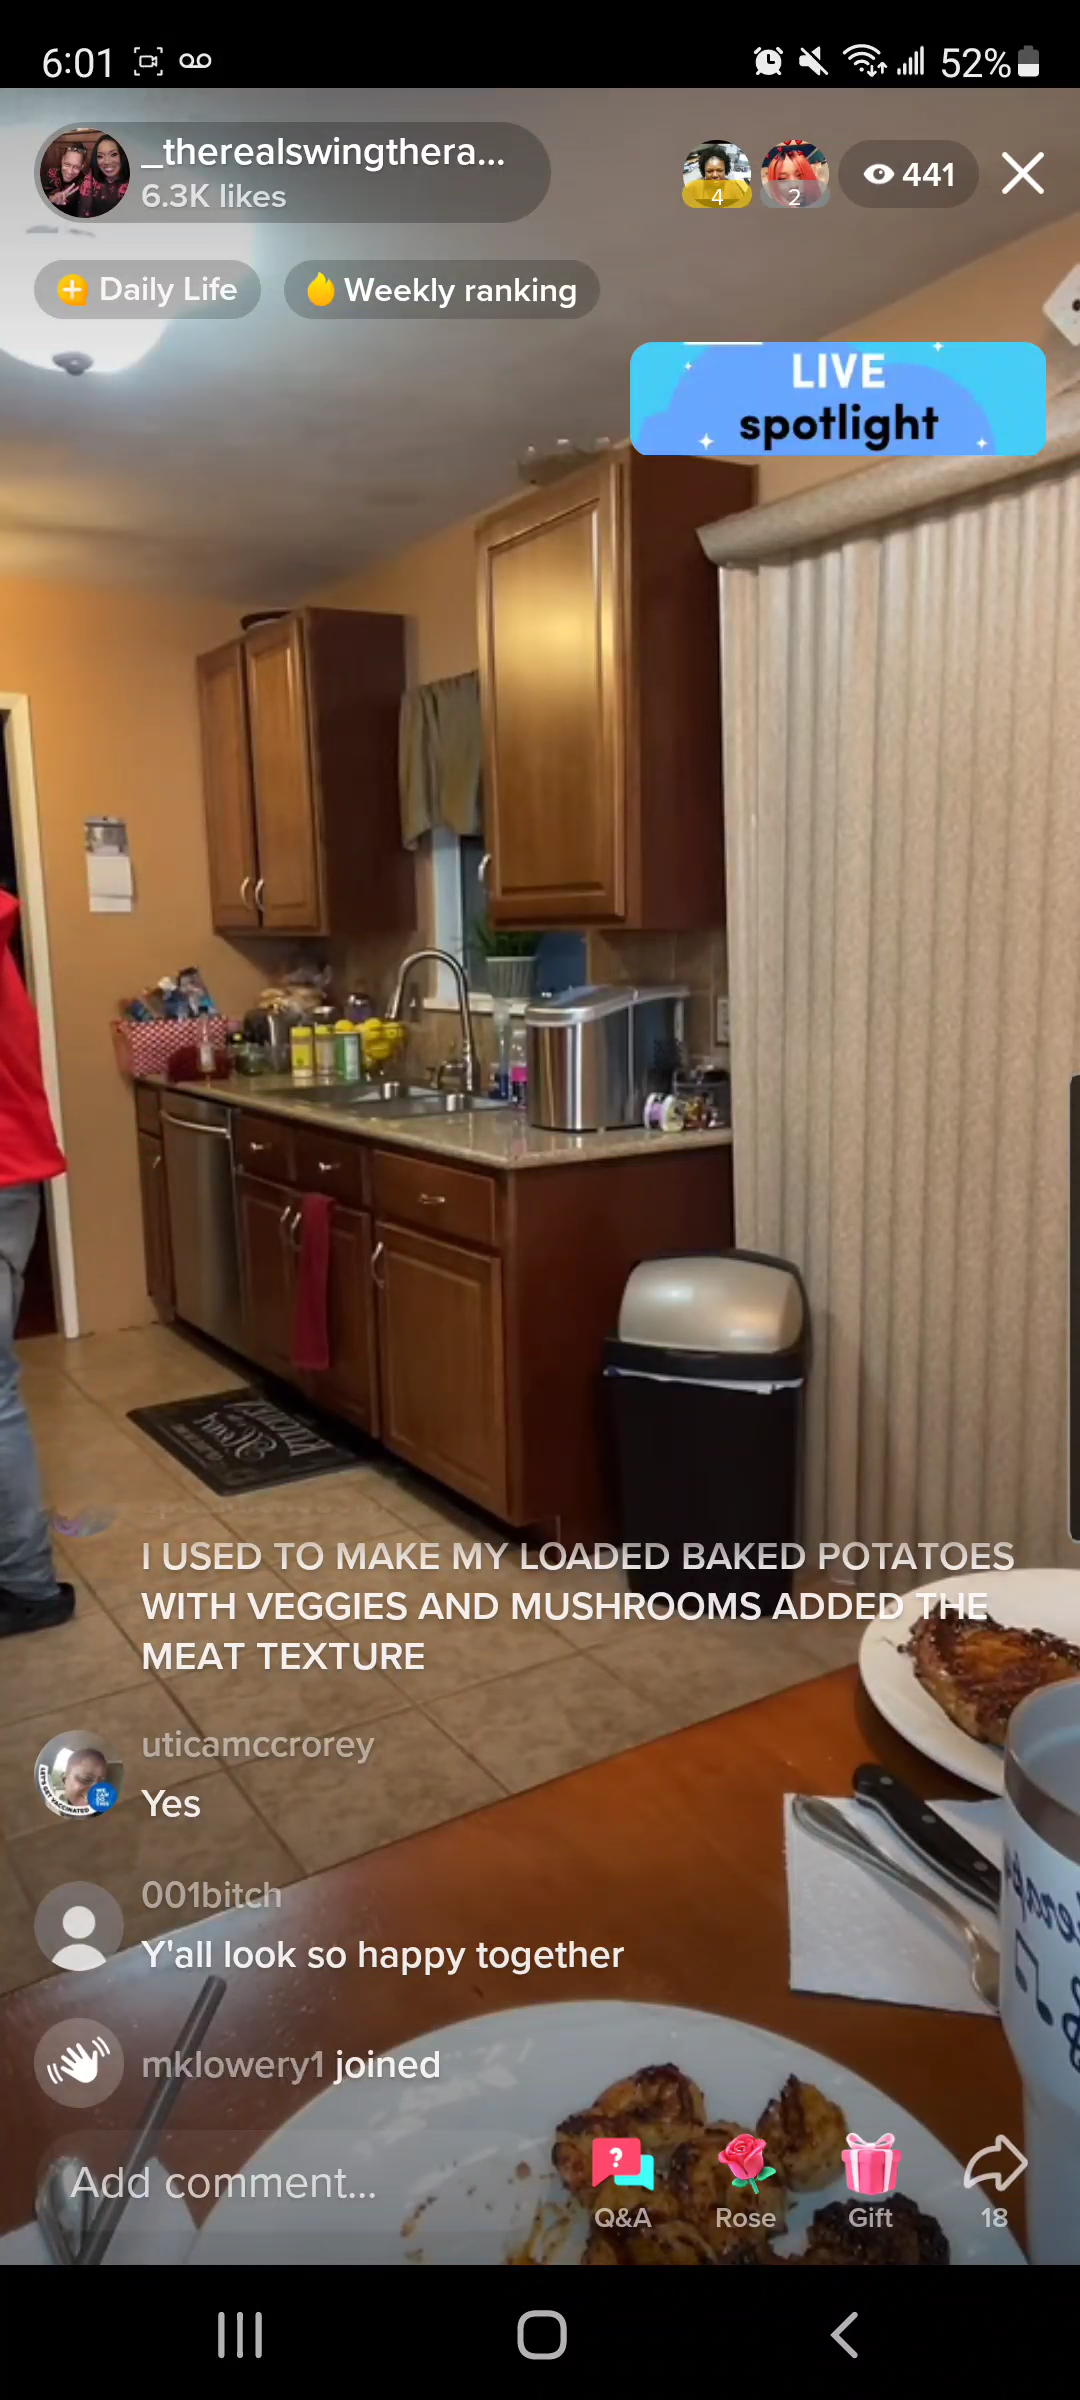 6:01
52%
_therealswingthera...
6.3K likes
4
2
441
Daily Life
Weekly ranking
LIVE
spotlight
I USED TO MAKE MY LOADED BAKED POTATOES
WITH VEGGIES AND MUSHROOMS ADDED THE
MEAT TEXTURE
uticamccrorey
Yes
001bitch
Y'all look so happy together
mklowery1 joined
Add comment...
Q&A
Rose
Gift
18